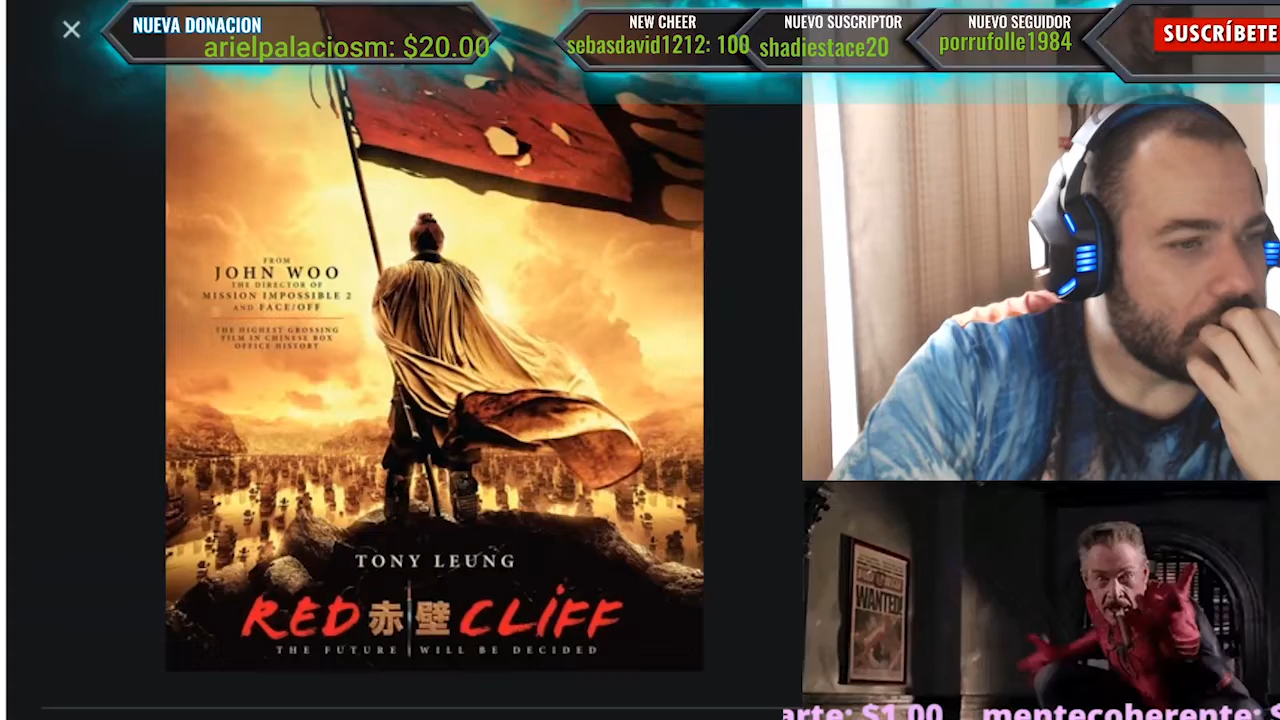 NUEVA DONACION
arielpalaciosm: $20.00
NEW CHEER
sebasdavid1212: 100
NUEVO SUSCRIPTOR
shadiestace20
NUEVO SEGUIDOR
porrufolle1984
SUSCRÍBETE
FROM
JOHN WOO
THE DIRECTOR OF
MISSION IMPOSSIBLE 2
AND FACE/OFF
THE HIGHEST GROSSING
FILM IN CHINESE BOX
OFFICE HISTORY
TONY LEUNG
RED 赤壁 CLIFF
THE FUTURE WILL BE DECIDED
WANTED!
arte: $1.00 mentecoherente: $